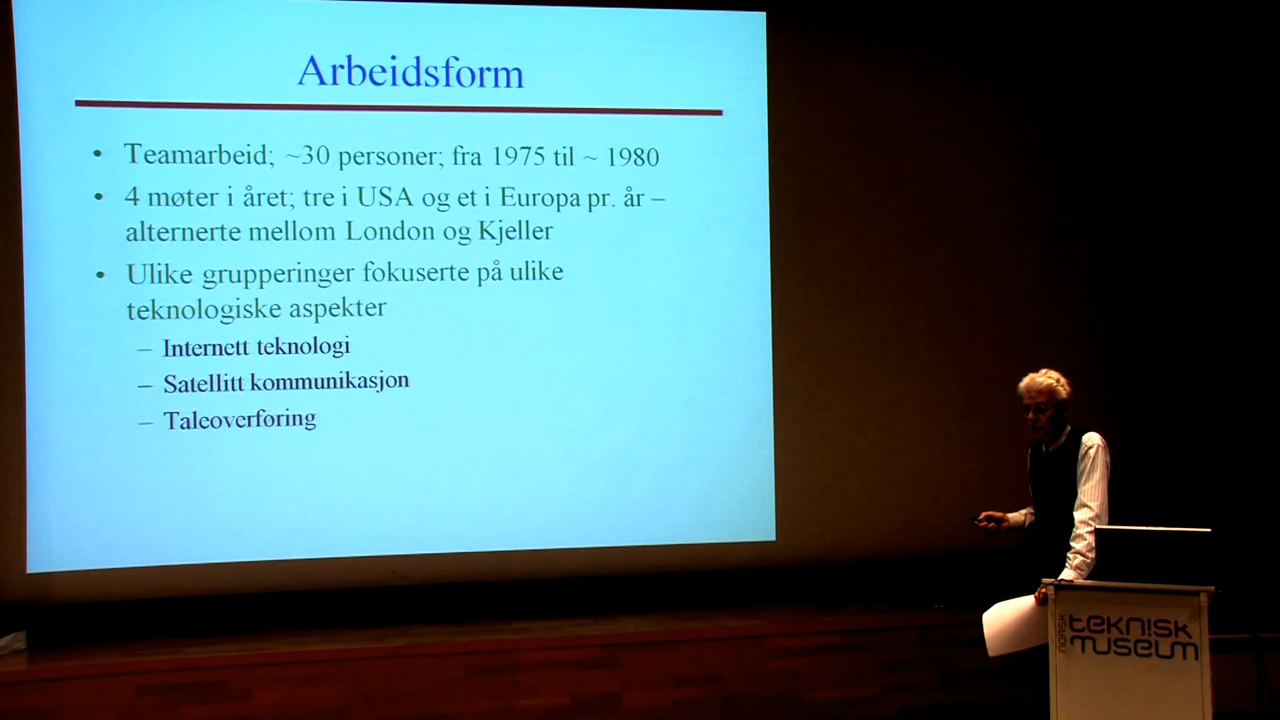 Arbeidsform
• Teamarbeid; ~30 personer; fra 1975 til ~ 1980
• 4 møter i året; tre i USA og et i Europa pr. år –
alternerte mellom London og Kjeller
• Ulike grupperinger fokuserte på ulike
teknologiske aspekter
– Internett teknologi
– Satellitt kommunikasjon
– Taleoverføring
NORSK
teknisk
museum